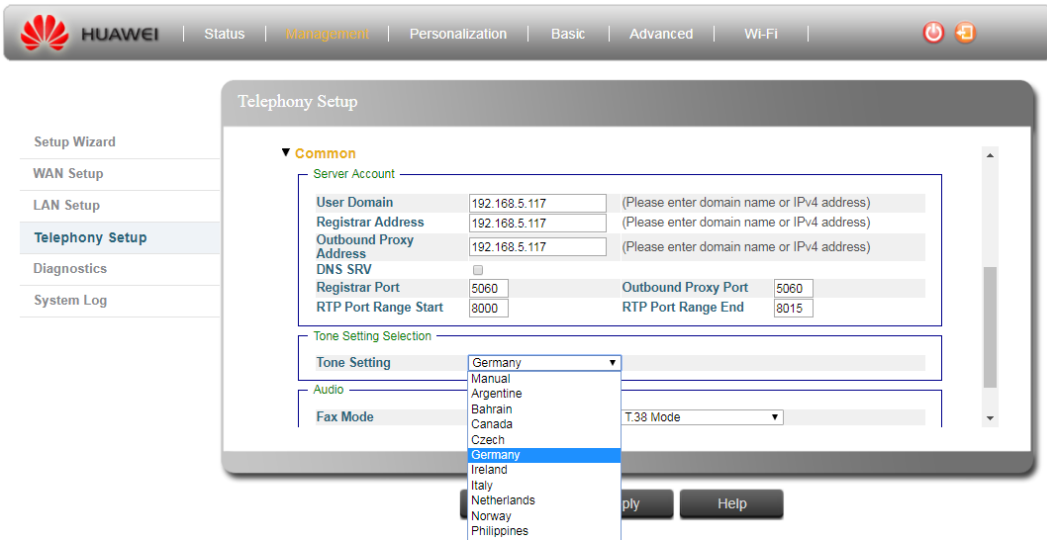 HUAWEI Status Management Personalization Basic Advanced Wi-Fi
Telephony Setup
Setup Wizard
WAN Setup
LAN Setup
Telephony Setup
Diagnostics
System Log
Common
Server Account
User Domain 192.168.5.117 (Please enter domain name or IPv4 address)
Registrar Address 192.168.5.117 (Please enter domain name or IPv4 address)
Outbound Proxy
Address 192.168.5.117 (Please enter domain name or IPv4 address)
DNS SRV
Registrar Port 5060 Outbound Proxy Port 5060
RTP Port Range Start 8000 RTP Port Range End 8015
Tone Setting Selection
Tone Setting Germany
Manual
Argentine
Bahrain
Canada
Czech
Germany
Ireland
Italy
Netherlands
Norway
Philippines
Audio
Fax Mode T.38 Mode
ply Help